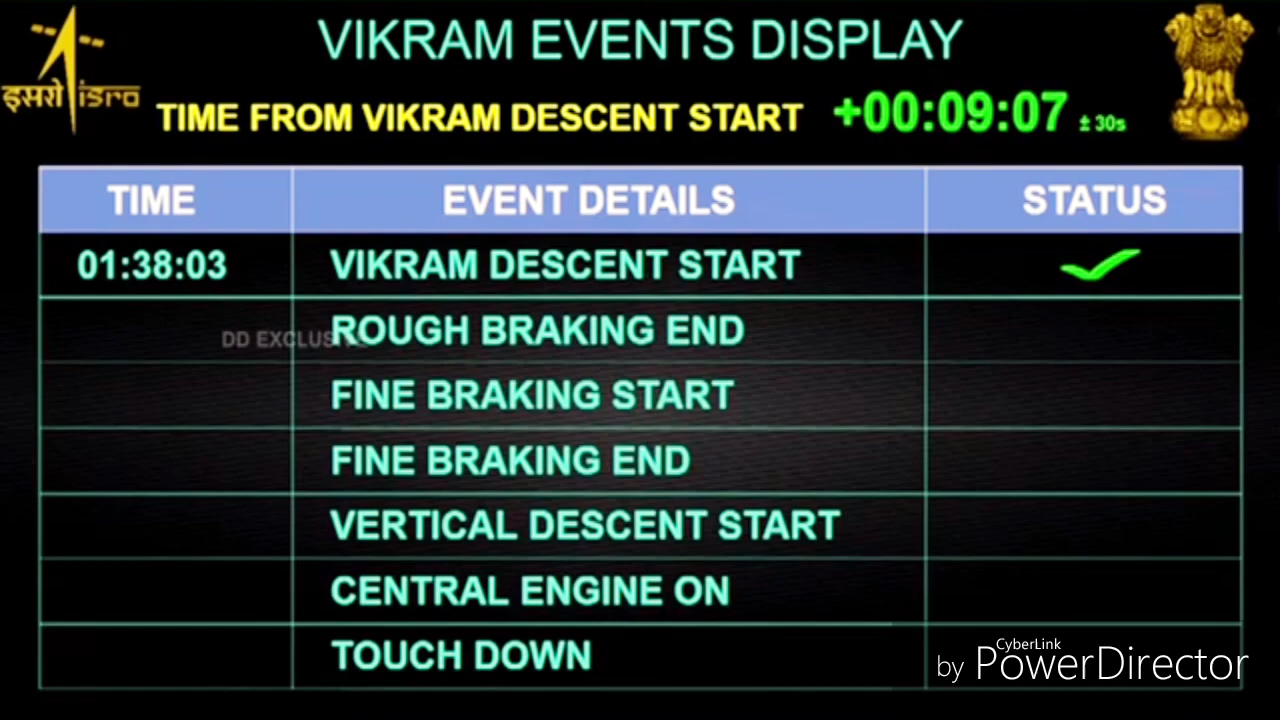 VIKRAM EVENTS DISPLAY
इसरो isro
TIME FROM VIKRAM DESCENT START +00:09:07 ± 30s
TIME EVENT DETAILS STATUS
01:38:03 VIKRAM DESCENT START
ROUGH BRAKING END
DD EXCLUSIVE
FINE BRAKING START
FINE BRAKING END
VERTICAL DESCENT START
CENTRAL ENGINE ON
TOUCH DOWN
CyberLink
by PowerDirector